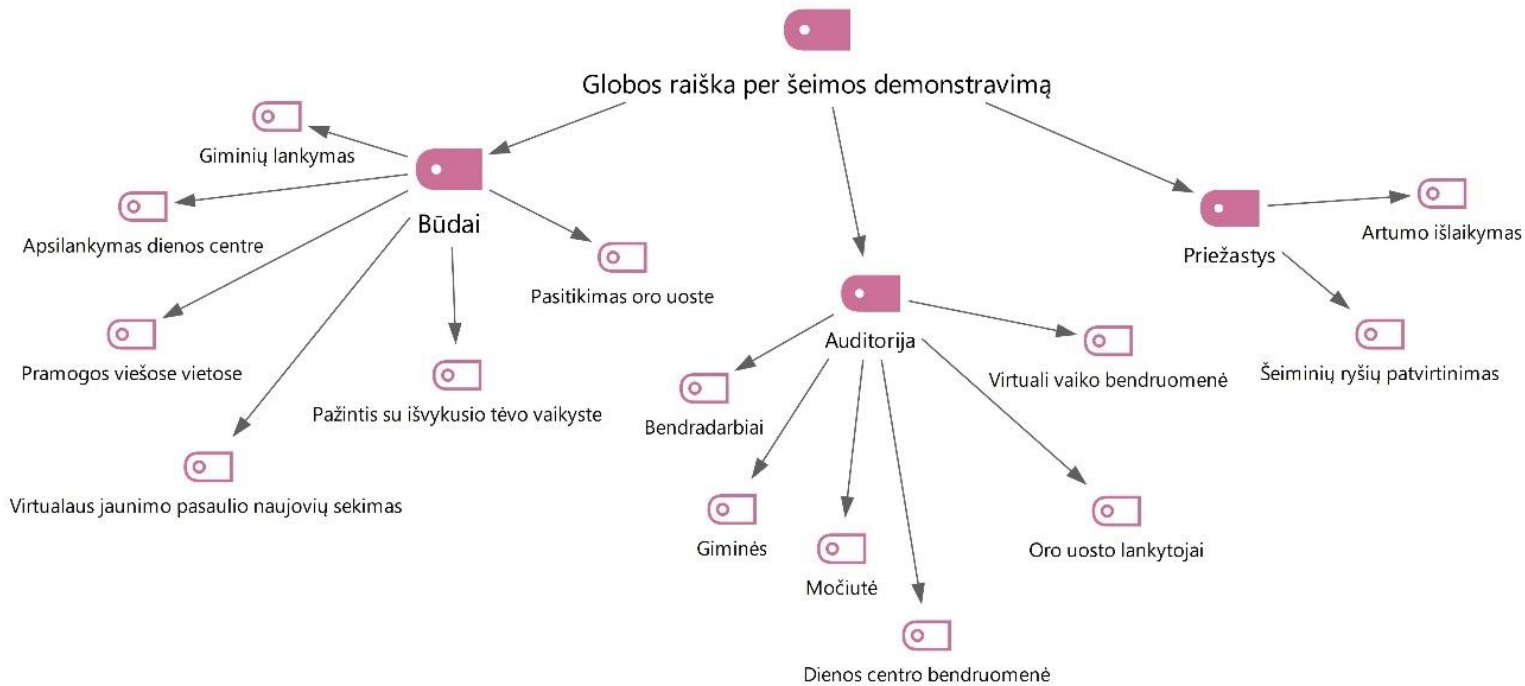 Globos raiška per šeimos demonstravimą
Giminių lankymas
Būdai
Apsilankymas dienos centre
Pasitikimas oro uoste
Pramogos viešose vietose
Pažintis su išvykusio tėvo vaikyste
Virtualaus jaunimo pasaulio naujovių sekimas
Auditorija
Bendradarbiai
Giminės
Močiutė
Dienos centro bendruomenė
Oro uosto lankytojai
Virtuali vaiko bendruomenė
Priežastys
Artumo išlaikymas
Šeiminių ryšių patvirtinimas